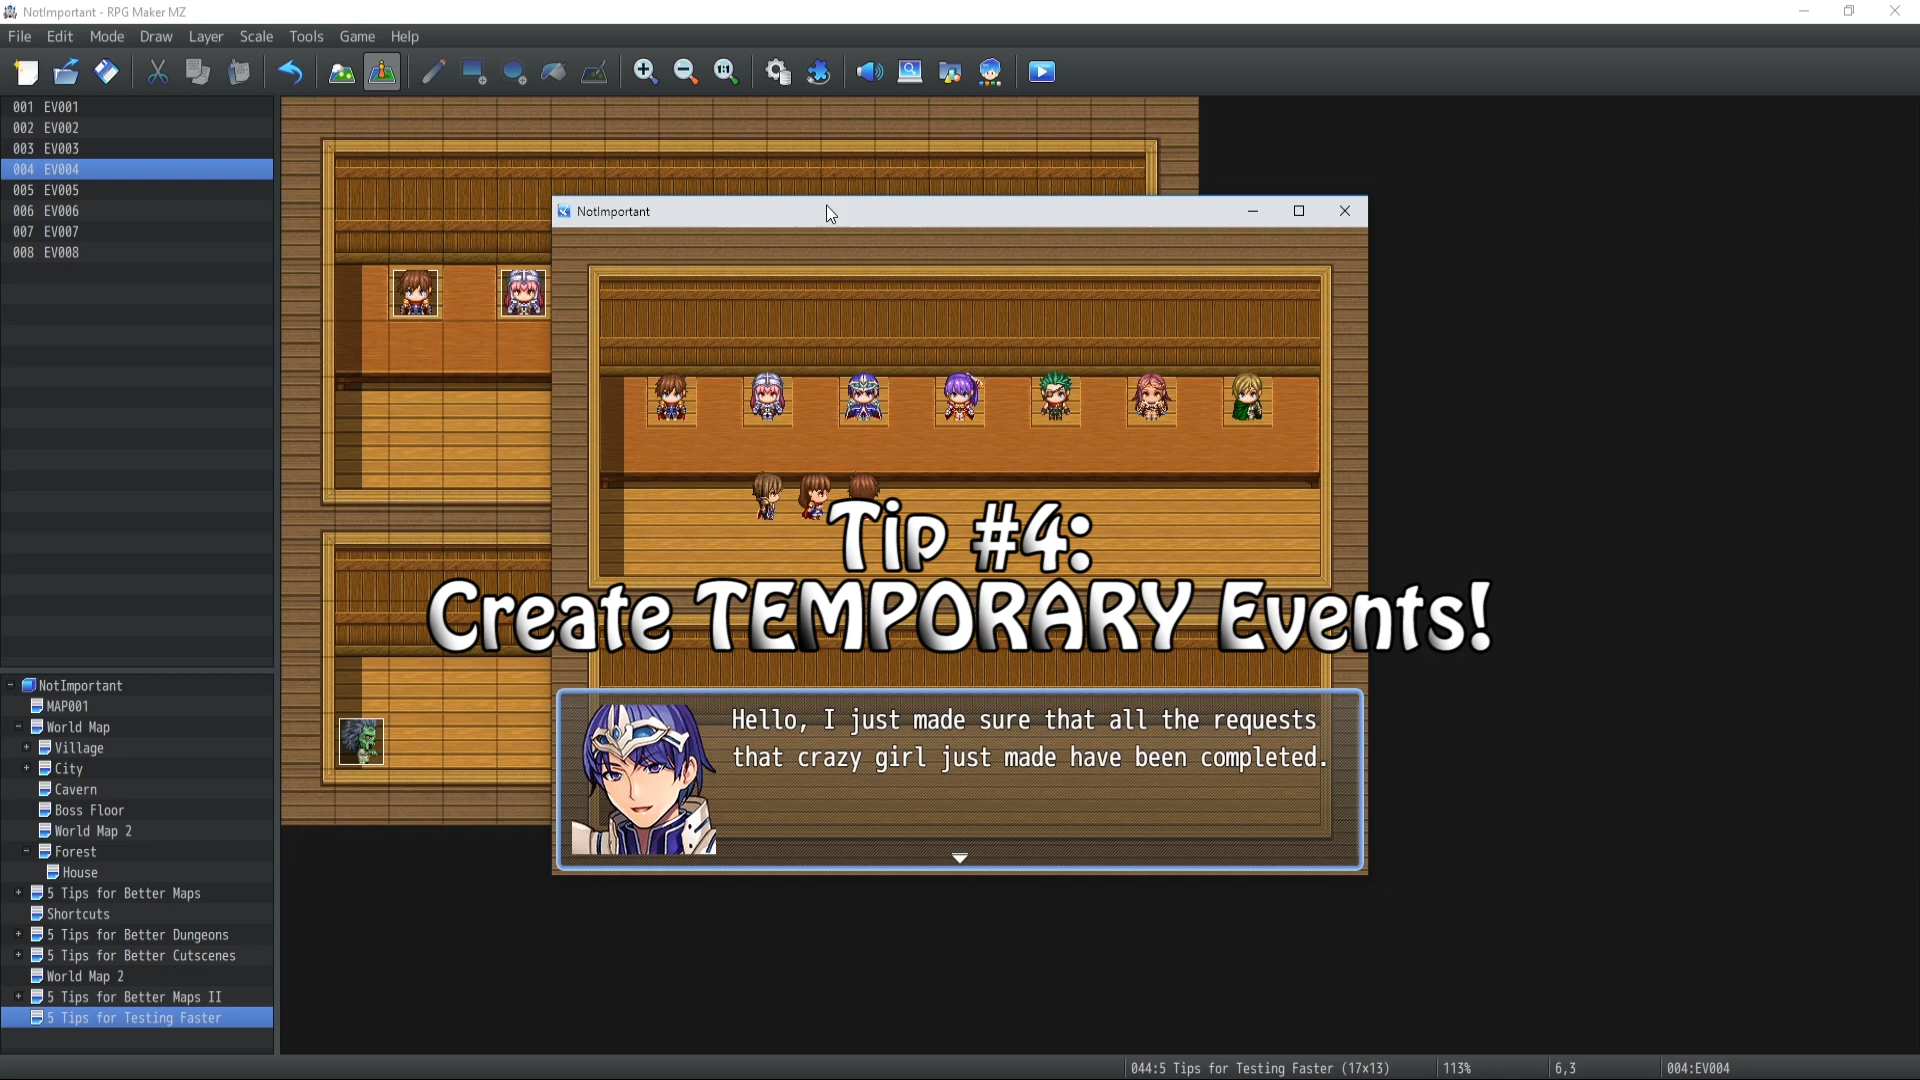 NotImportant - RPG Maker MZ
File Edit Mode Draw Layer Scale Tools Game Help
1:1
001 EV001
002 EV002
003 EV003
004 EV004
005 EV005
006 EV006
007 EV007
008 EV008
NotImportant
Tip #4:
Create TEMPORARY Events!
Hello, I just made sure that all the requests
that crazy girl just made have been completed.
NotImportant
MAP001
World Map
Village
City
Cavern
Boss Floor
World Map 2
Forest
House
5 Tips for Better Maps
Shortcuts
5 Tips for Better Dungeons
5 Tips for Better Cutscenes
World Map 2
5 Tips for Better Maps II
5 Tips for Testing Faster
044:5 Tips for Testing Faster (17x13) 113% 6,3 004:EV004